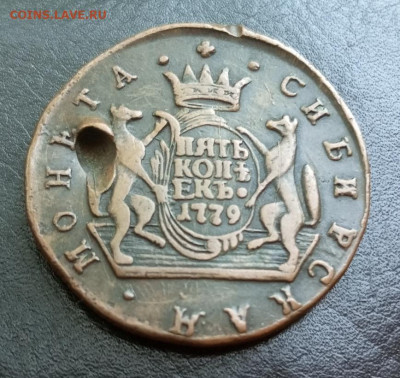 COINS.LAVE.RU
МОНЕТА · СИБИРСКАЯ
ПЯТЬ
КОПѢ
ЕКЪ·
1779